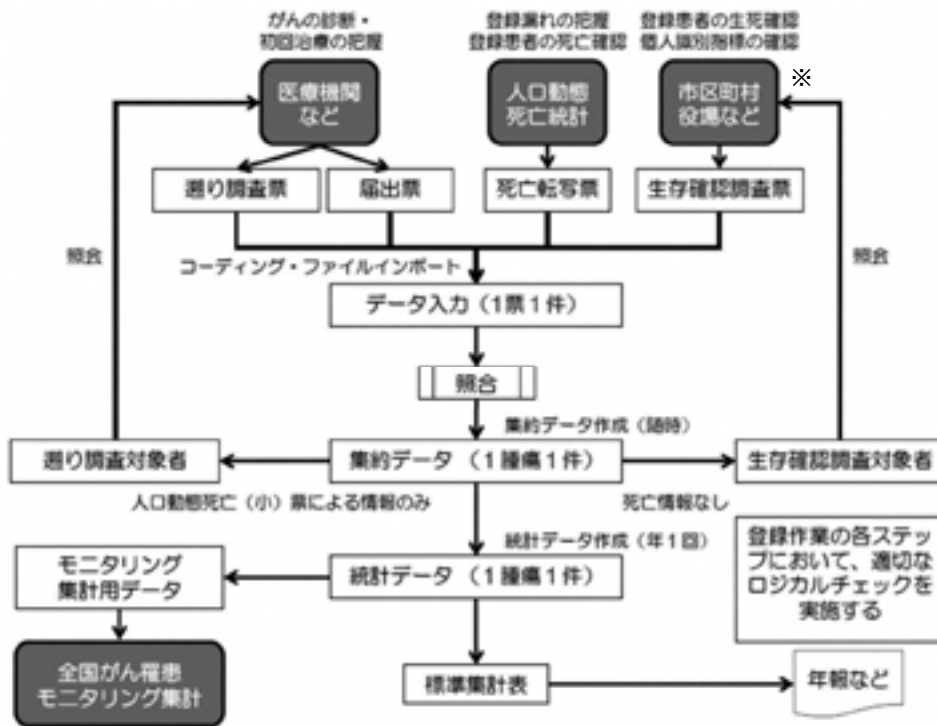 がんの診断・
初回治療の把握
登録漏れの把握
登録患者の死亡確認
登録患者の生死確認
個人識別指標の確認
医療機関
など
人口動態
死亡統計
市区町村
役場など
※
遡り調査票
届出票
死亡転写票
生存確認調査票
照会
照会
コーディング・ファイルインポート
データ入力(1票1件)
照合
集約データ作成(随時)
遡り調査対象者
集約データ (1腫瘍1件)
生存確認調査対象者
人口動態死亡(小)票による情報のみ
死亡情報なし
統計データ作成(年1回)
モニタリング
集計用データ
統計データ (1腫瘍1件)
登録作業の各ステッ
プにおいて、適切な
ロジカルチェックを
実施する
全国がん罹患
モニタリング集計
標準集計表
年報など